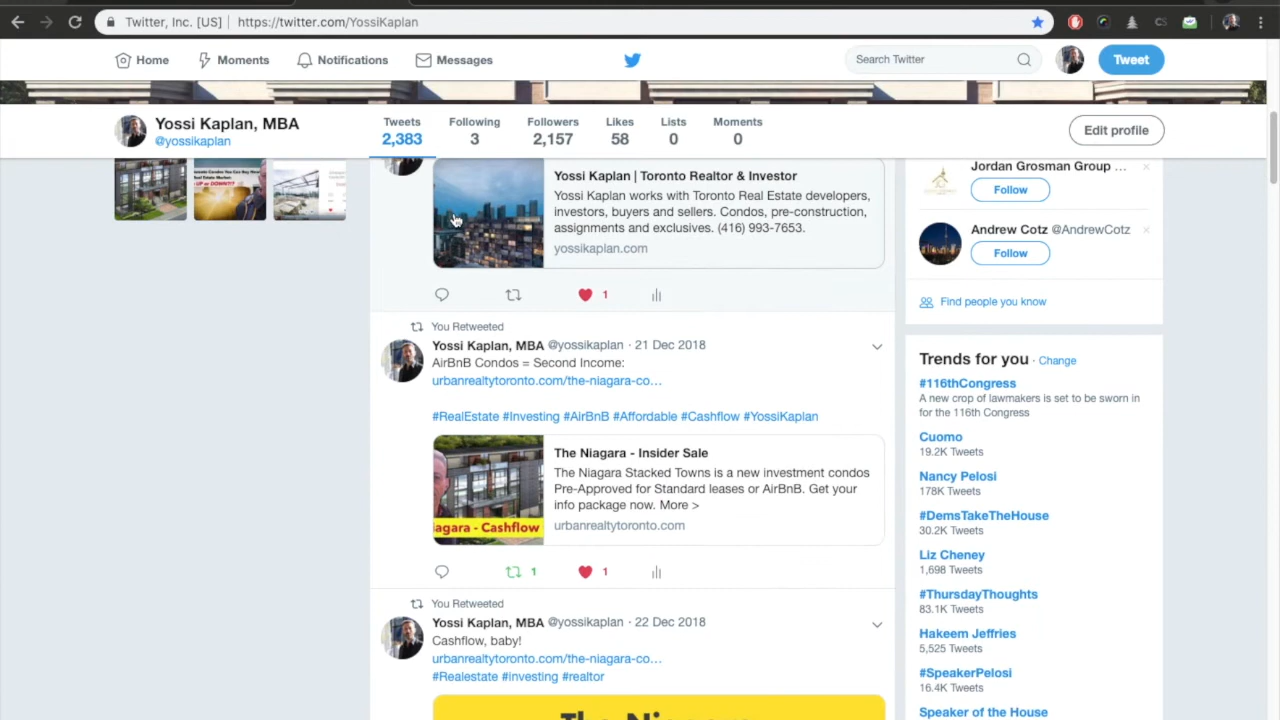 Twitter, Inc. [US] | https://twitter.com/YossiKaplan
Home Moments Notifications Messages
Search Twitter
Tweet
Yossi Kaplan, MBA
@yossikaplan
Tweets Following Followers Likes Lists Moments
2,383 3 2,157 58 0 0
Edit profile
Yossi Kaplan | Toronto Realtor & Investor
Yossi Kaplan works with Toronto Real Estate developers,
investors, buyers and sellers. Condos, pre-construction,
assignments and exclusives. (416) 993-7653.
yossikaplan.com
1
You Retweeted
Yossi Kaplan, MBA @yossikaplan · 21 Dec 2018
AirBnB Condos = Second Income:
urbanrealtytoronto.com/the-niagara-co…
#RealEstate #Investing #AirBnB #Affordable #Cashflow #YossiKaplan
agara - Cashflow
The Niagara - Insider Sale
The Niagara Stacked Towns is a new investment condos
Pre-Approved for Standard leases or AirBnB. Get your
info package now. More >
urbanrealtytoronto.com
1 1
You Retweeted
Yossi Kaplan, MBA @yossikaplan · 22 Dec 2018
Cashflow, baby!
urbanrealtytoronto.com/the-niagara-co…
#Realestate #investing #realtor
Jordan Grosman Group ...
Follow
Andrew Cotz @AndrewCotz
Follow
Find people you know
Trends for you · Change
#116thCongress
A new crop of lawmakers is set to be sworn in
for the 116th Congress
Cuomo
19.2K Tweets
Nancy Pelosi
178K Tweets
#DemsTakeTheHouse
30.2K Tweets
Liz Cheney
1,698 Tweets
#ThursdayThoughts
83.1K Tweets
Hakeem Jeffries
5,525 Tweets
#SpeakerPelosi
16.4K Tweets
Speaker of the House